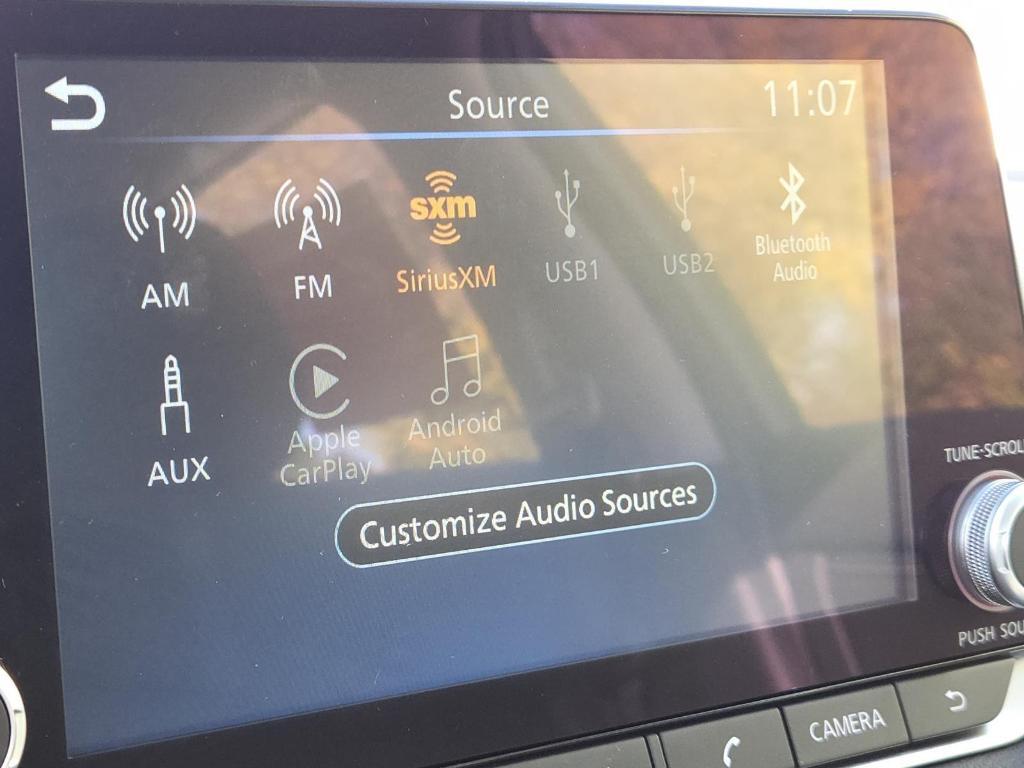 Source
11:07
sxm
AM
FM
SiriusXM
USB1
USB2
Bluetooth
Audio
AUX
Apple
CarPlay
Android
Auto
Customize Audio Sources
TUNE·SCROLL
PUSH SOU
CAMERA